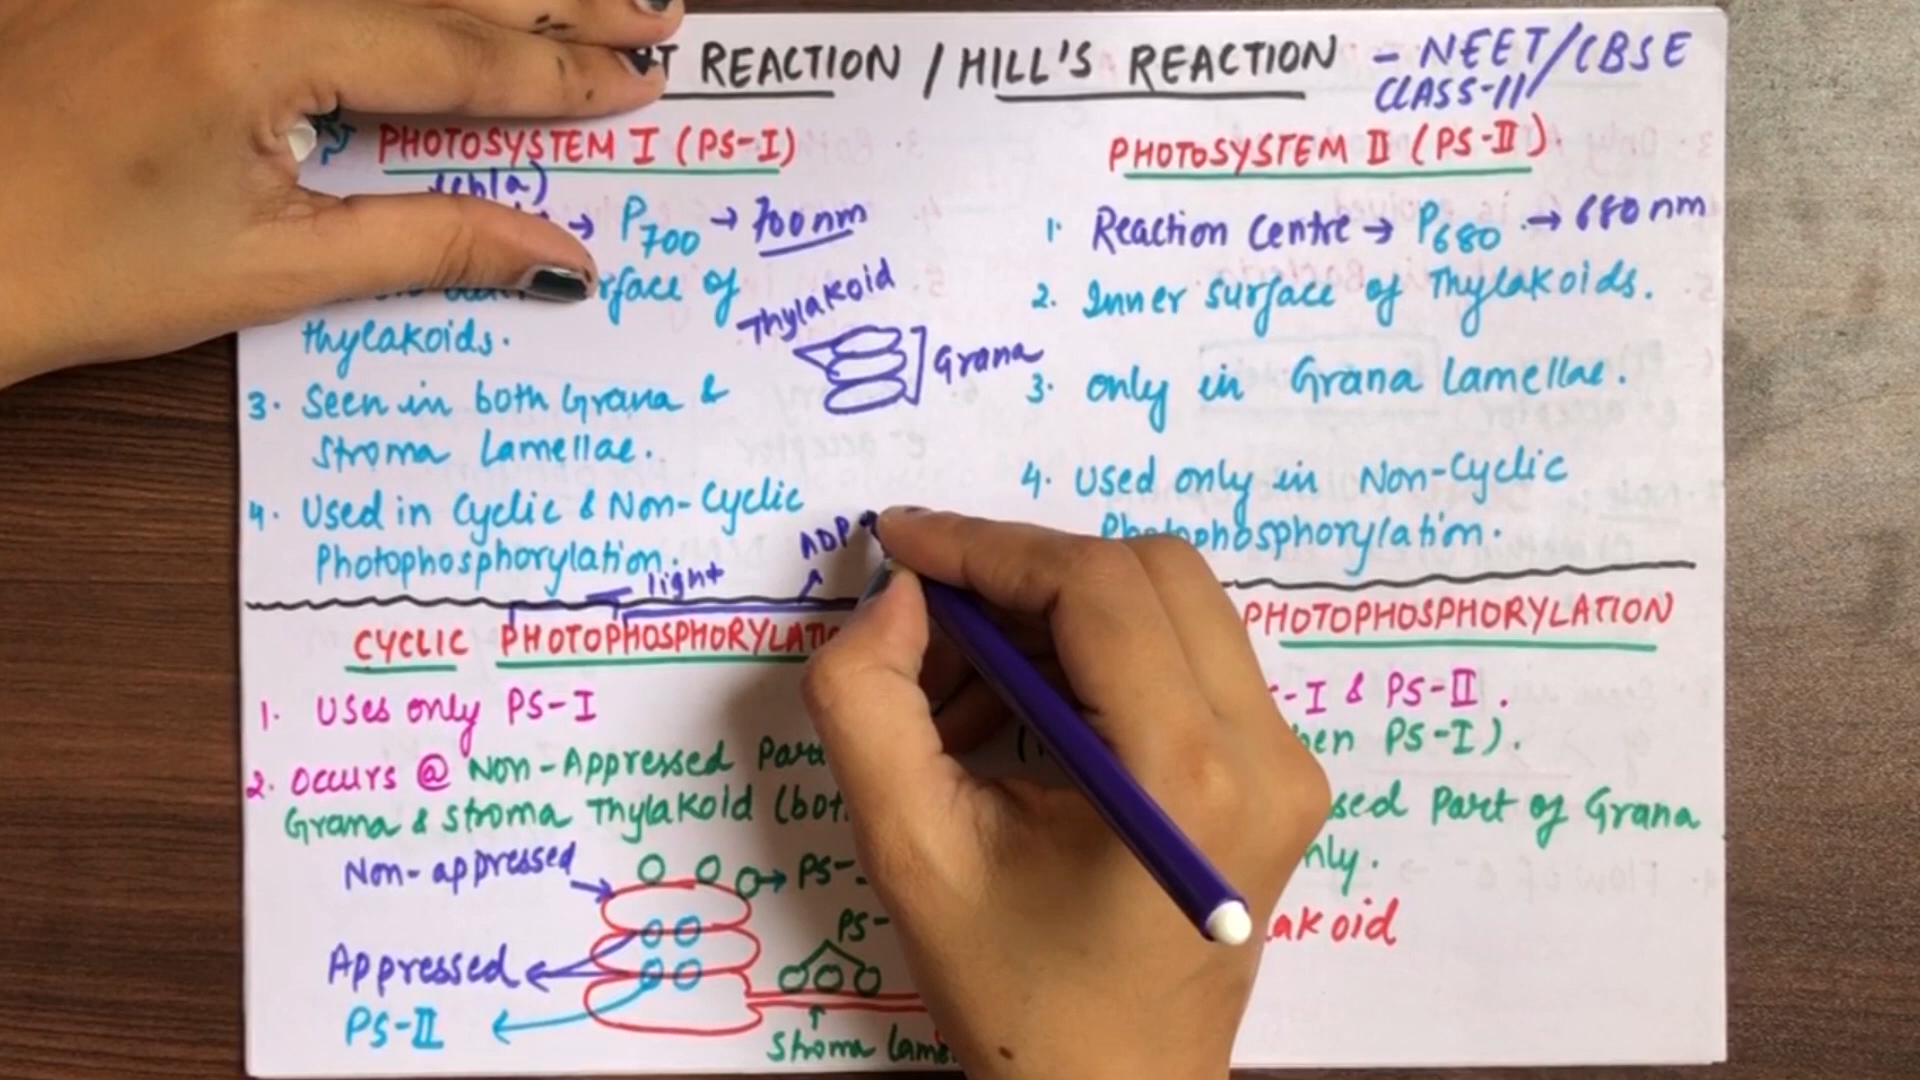 REACTION / HILL'S REACTION - NEET/CBSE
CLASS-11
PHOTOSYSTEM I (PS-I)
(chla)
→ P700 → 700nm
surface of
thylakoids.
3. Seen in both Grana &
Stroma Lamellae.
4. Used in Cyclic & Non-Cyclic
Photophosphorylation.
Thylakoid
Grana
PHOTOSYSTEM II (PS-II).
1. Reaction Centre → P680 → 680nm
2. Inner surface of Thylakoids.
3. only in Grana Lamellae.
4. Used only in Non-Cyclic
Photophosphorylation.
light
ADP
CYCLIC PHOTOPHOSPHORYLATIO
1. Uses only PS-I
2. Occurs @ Non-Appressed Part
Grana & Stroma Thylakoid (bot
Non-appressed
→ PS-
PS-
Appressed
PS-II
Stroma lame
PHOTOPHOSPHORYLATION
-I & PS-II.
hen PS-I).
sed Part of Grana
nly.
akoid